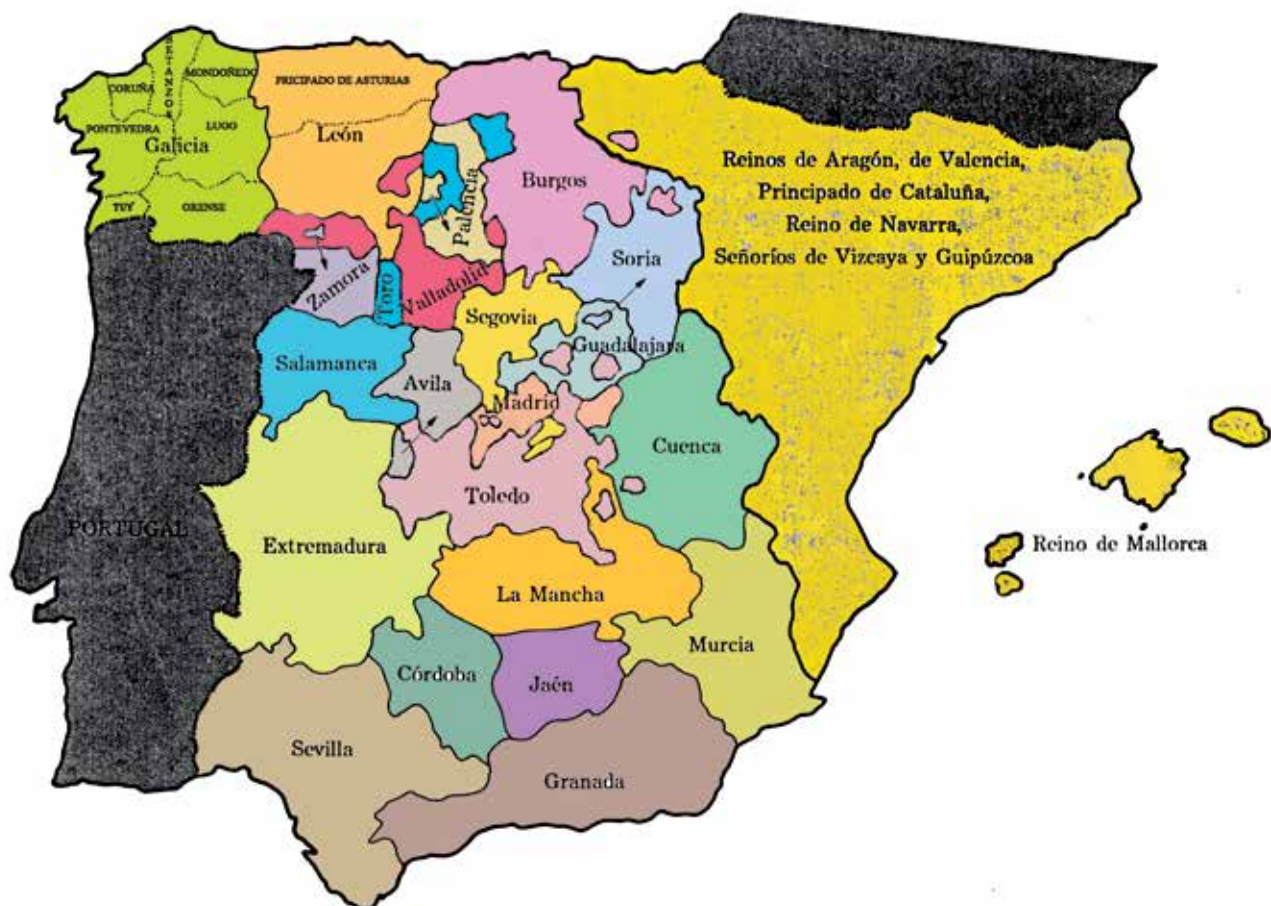 BETANZOS
MONDOÑEDO
CORUÑA
PRICIPADO DE ASTURIAS
PONTEVEDRA
LUGO
Galicia
León
TUY
ORENSE
Palencia
Burgos
Reinos de Aragón, de Valencia,
Principado de Cataluña,
Reino de Navarra,
Señoríos de Vizcaya y Guipúzcoa
Zamora
Toro
Valladolid
Soria
Segovia
Guadalajara
Salamanca
Avila
Madrid
Cuenca
Toledo
PORTUGAL
Extremadura
Reino de Mallorca
La Mancha
Murcia
Córdoba
Jaén
Sevilla
Granada